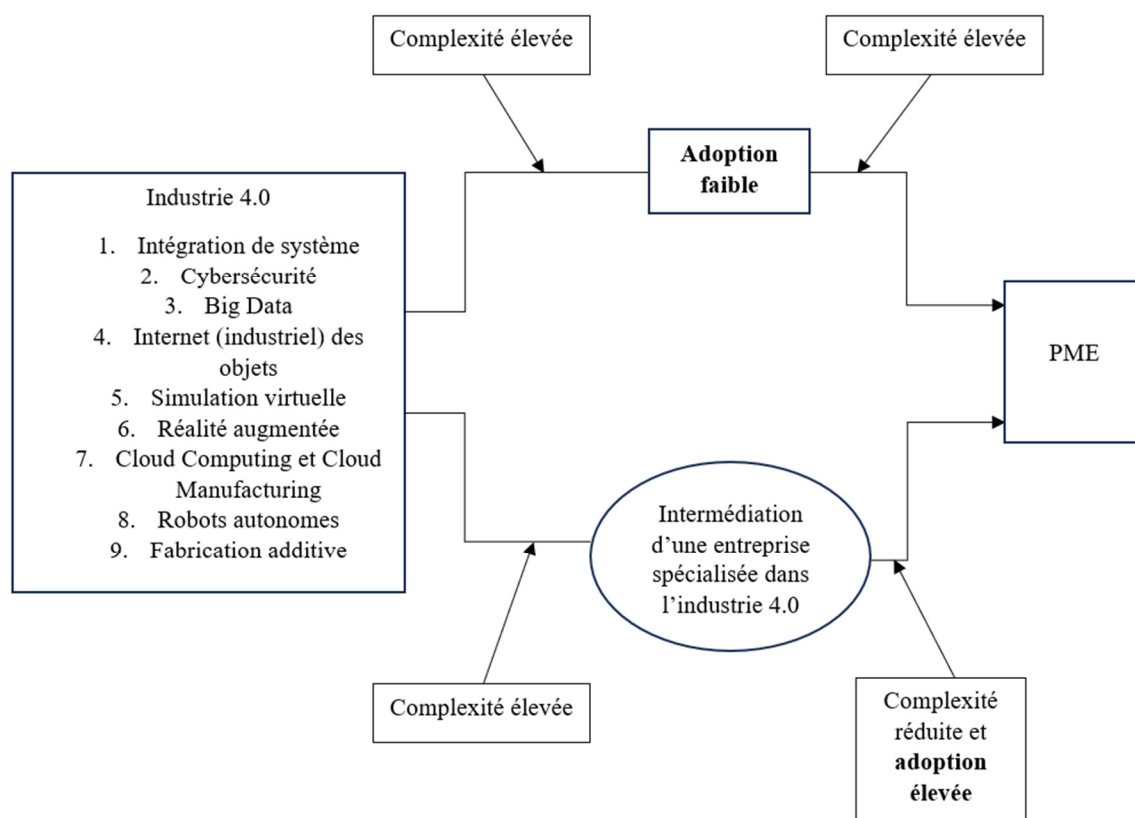 Complexité élevée
Complexité élevée
Adoption
faible
Industrie 4.0
1. Intégration de système
2. Cybersécurité
3. Big Data
4. Internet (industriel) des
objets
5. Simulation virtuelle
6. Réalité augmentée
7. Cloud Computing et Cloud
Manufacturing
8. Robots autonomes
9. Fabrication additive
PME
Intermédiation
d’une entreprise
spécialisée dans
l’industrie 4.0
Complexité élevée
Complexité
réduite et
adoption
élevée